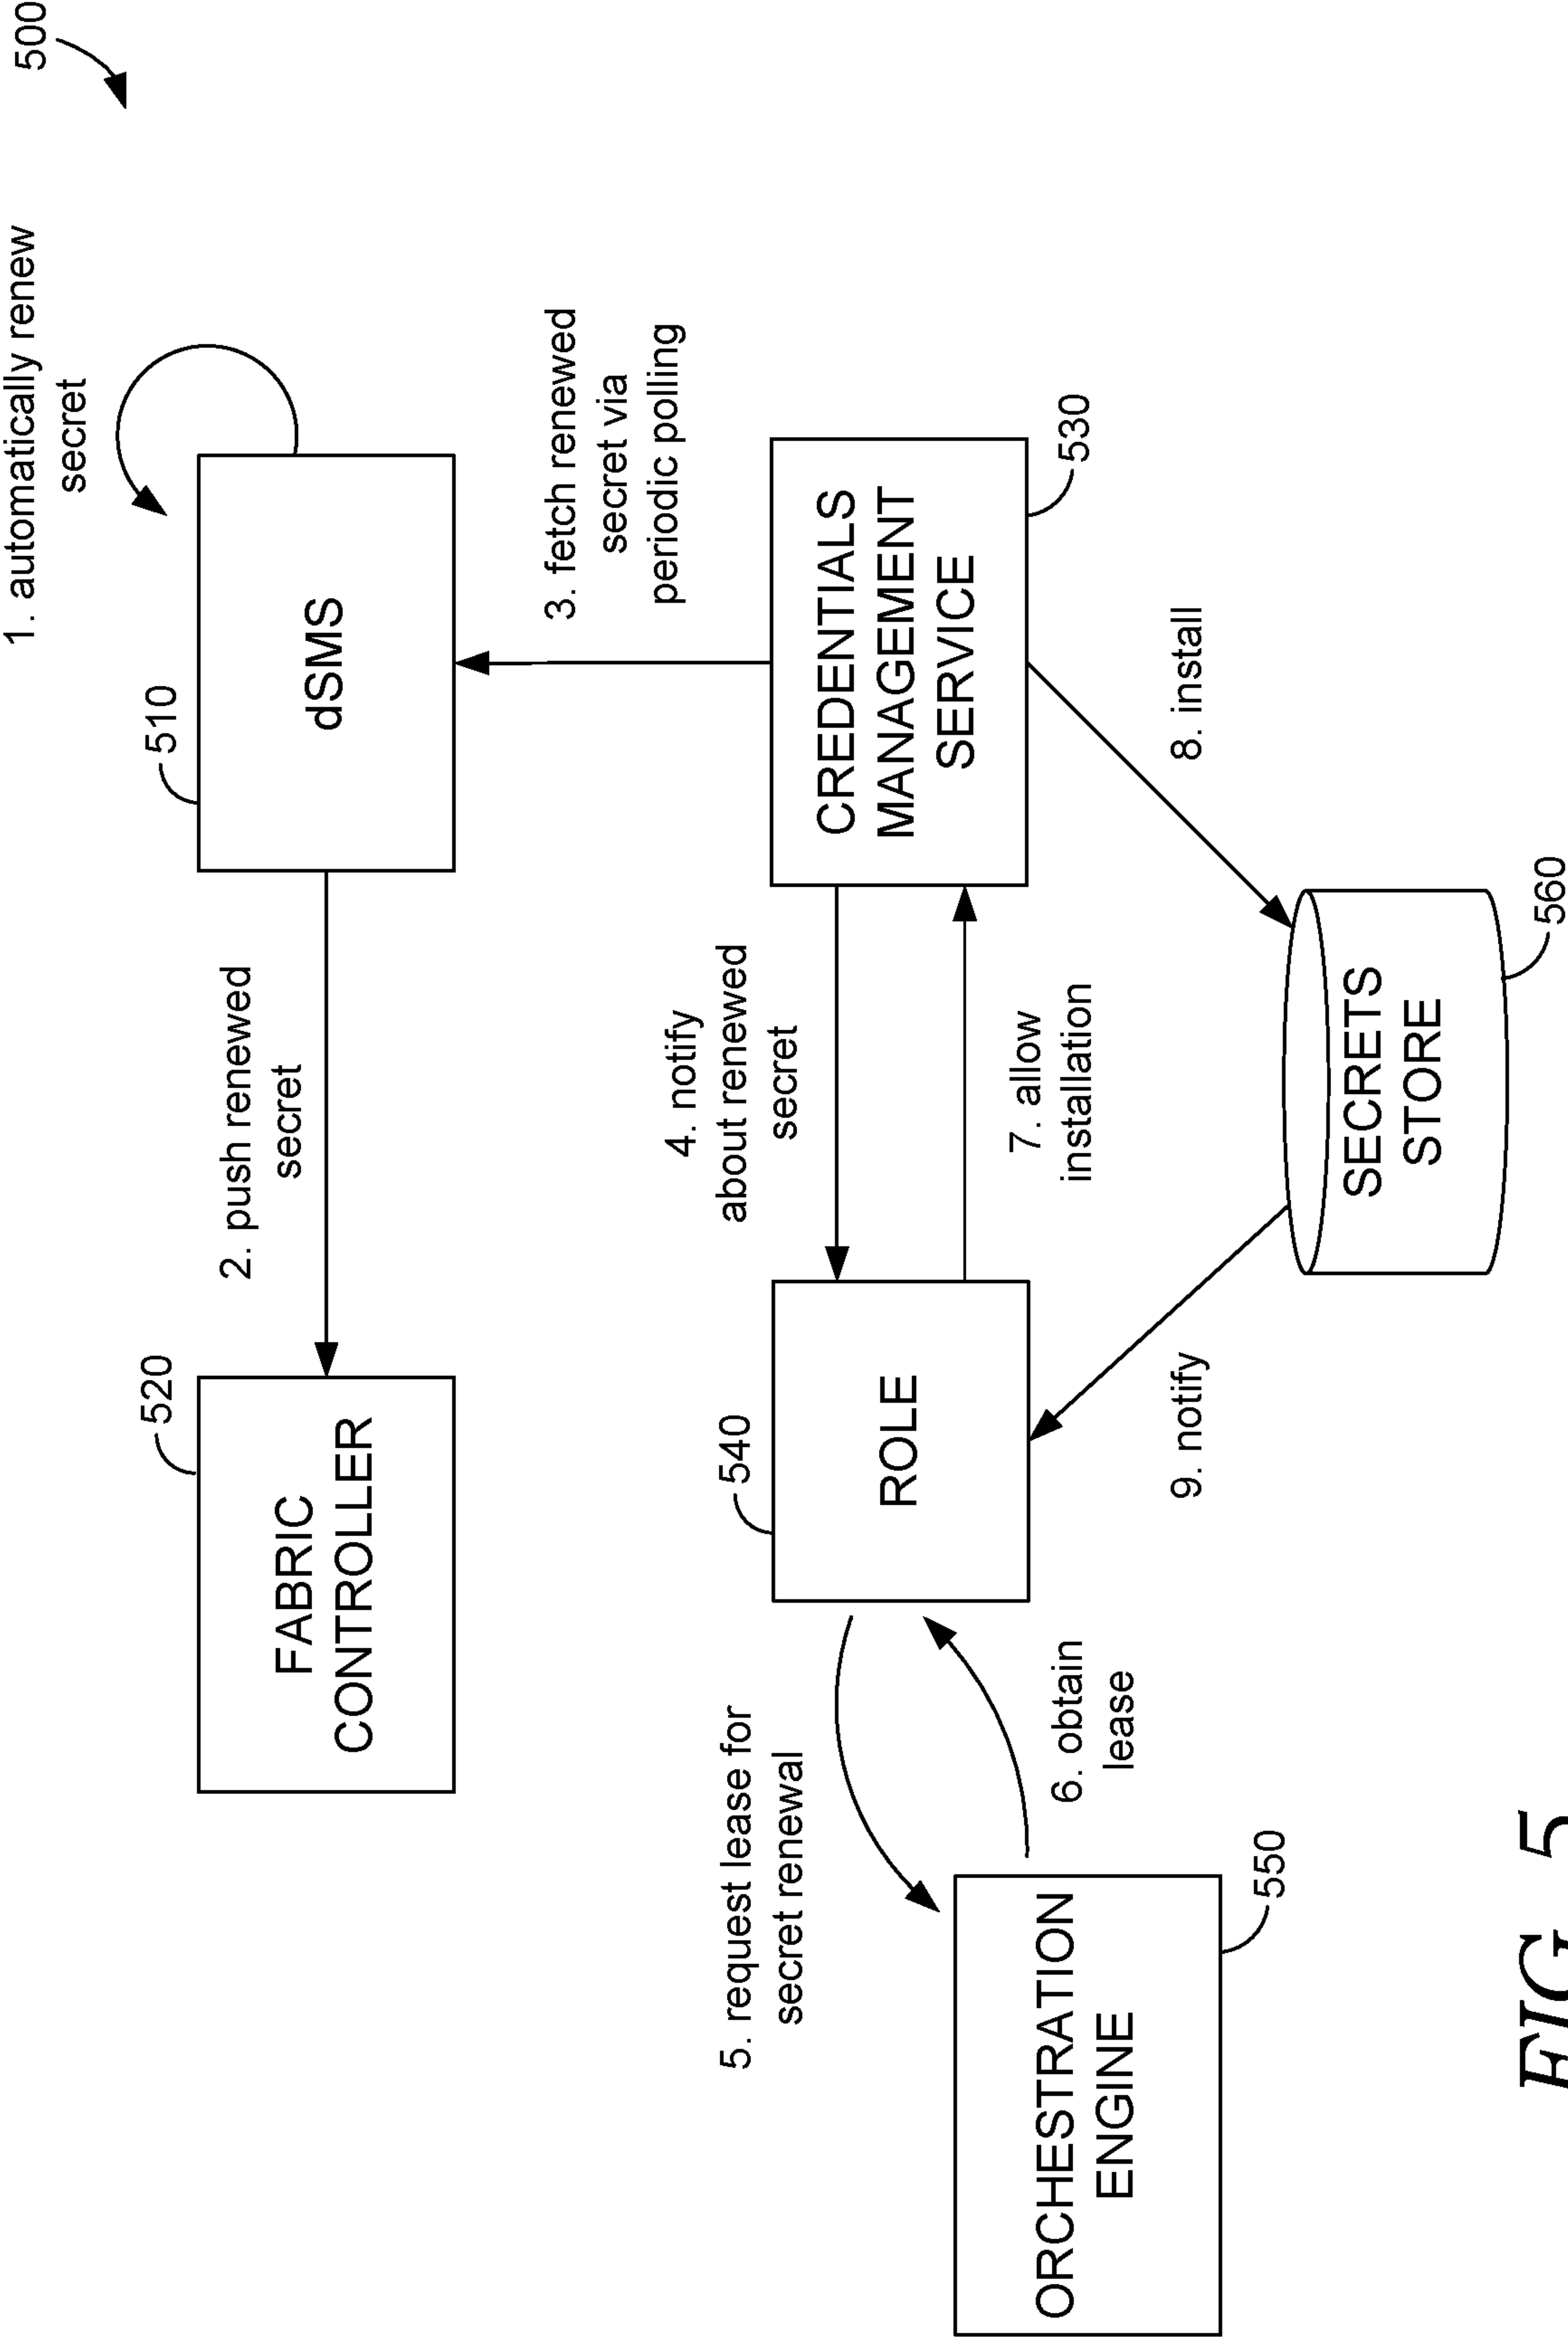 500
1. automatically renew
secret
510
dSMS
2. push renewed
secret
520
FABRIC
CONTROLLER
3. fetch renewed
secret via
periodic polling
CREDENTIALS
MANAGEMENT
SERVICE
530
4. notify
about renewed
secret
540
ROLE
5. request lease for
secret renewal
6. obtain
lease
ORCHESTRATION
ENGINE
550
7. allow
installation
8. install
SECRETS
STORE
560
9. notify
FIG. 5